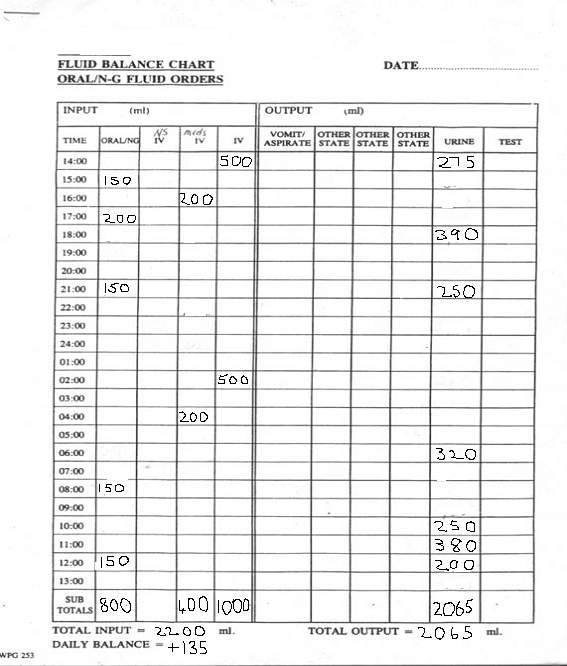 FLUID BALANCE CHART DATE
ORAL/N-G FLUID ORDERS
INPUT (ml) OUTPUT (ml)
TIME ORAL/NG N/S IV meds IV IV VOMIT/ASPIRATE OTHER STATE OTHER STATE OTHER STATE URINE TEST
14:00 500 275
15:00 150
16:00 200
17:00 200
18:00 390
19:00
20:00
21:00 150 250
22:00
23:00
24:00
01:00
02:00 500
03:00
04:00 200
05:00
06:00 320
07:00
08:00 150
09:00
10:00 250
11:00 380
12:00 150 200
13:00
SUB TOTALS 800 400 1000 2065
TOTAL INPUT = 2200 ml. TOTAL OUTPUT = 2065 ml.
DAILY BALANCE = +135
WPG 253